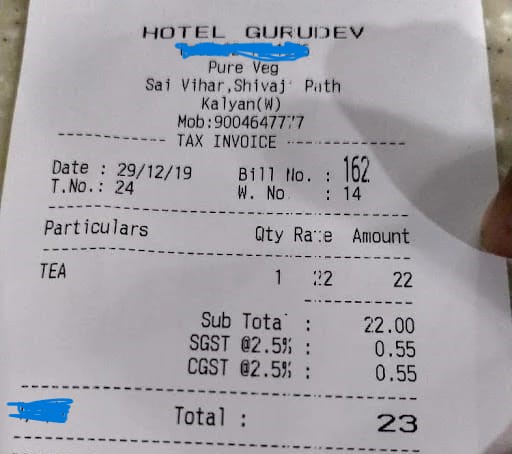 HOTEL GURUDEV
Pure Veg
Sai Vihar,Shivaji Path
Kalyan(W)
Mob:9004647777
TAX INVOICE
Date : 29/12/19 Bill No. : 162
T.No.: 24 W. No : 14
Particulars Qty Rate Amount
TEA 1 22 22
Sub Total : 22.00
SGST @2.5% : 0.55
CGST @2.5% : 0.55
Total : 23